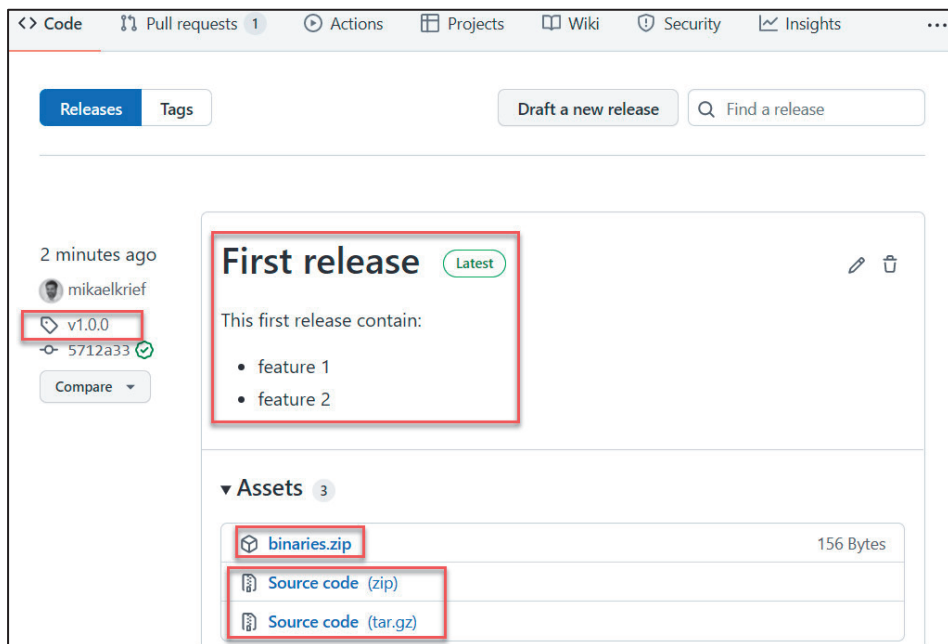 <> Code Pull requests 1 Actions Projects Wiki Security Insights ...
Releases Tags Draft a new release Find a release
2 minutes ago
mikaelkrief
v1.0.0
5712a33
Compare
First release Latest
This first release contain:
• feature 1
• feature 2
Assets 3
binaries.zip 156 Bytes
Source code (zip)
Source code (tar.gz)